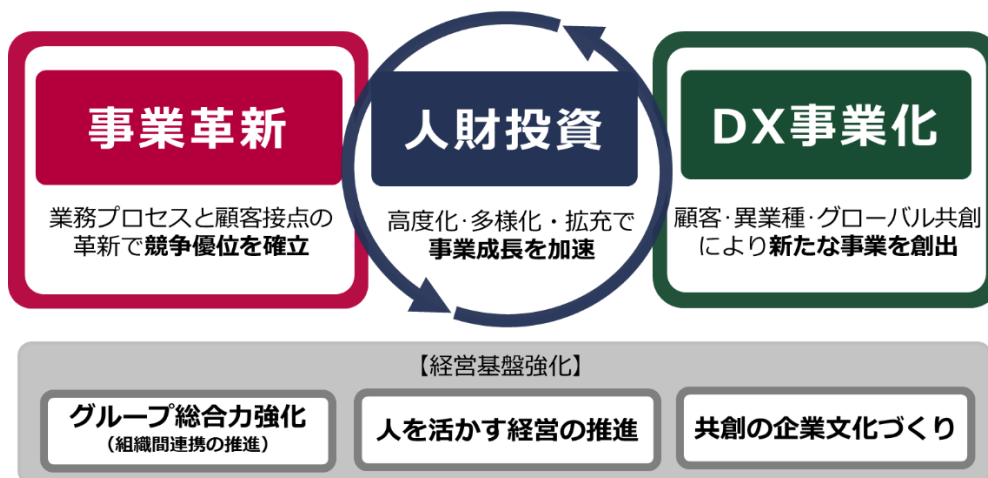 事業革新
業務プロセスと顧客接点の
革新で競争優位を確立
人財投資
高度化･多様化・拡充で
事業成長を加速
DX事業化
顧客･異業種･グローバル共創
により新たな事業を創出
【経営基盤強化】
グループ総合力強化
（組織間連携の推進）
人を活かす経営の推進
共創の企業文化づくり